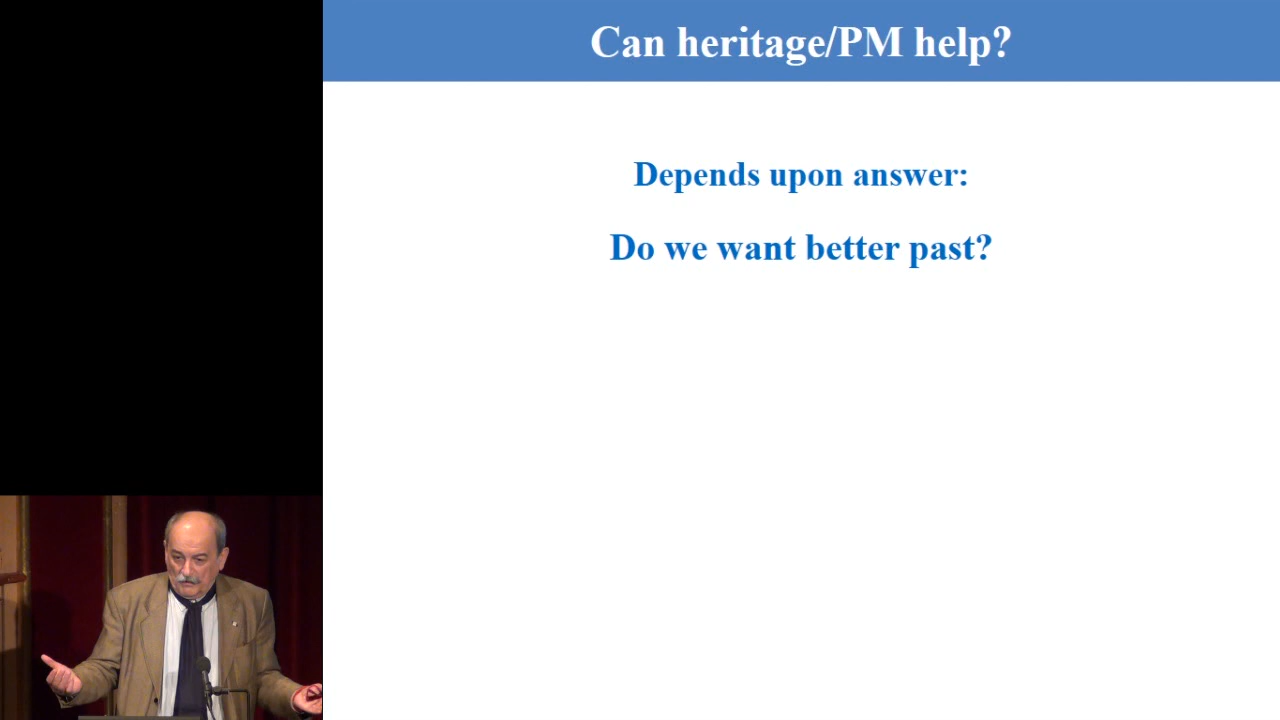 Can heritage/PM help?
Depends upon answer:
Do we want better past?